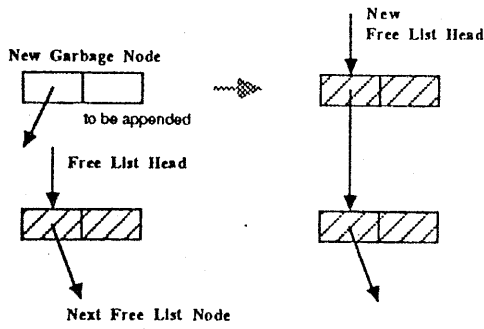 New Garbage Node
to be appended
Free List Head
Next Free List Node
New
Free List Head